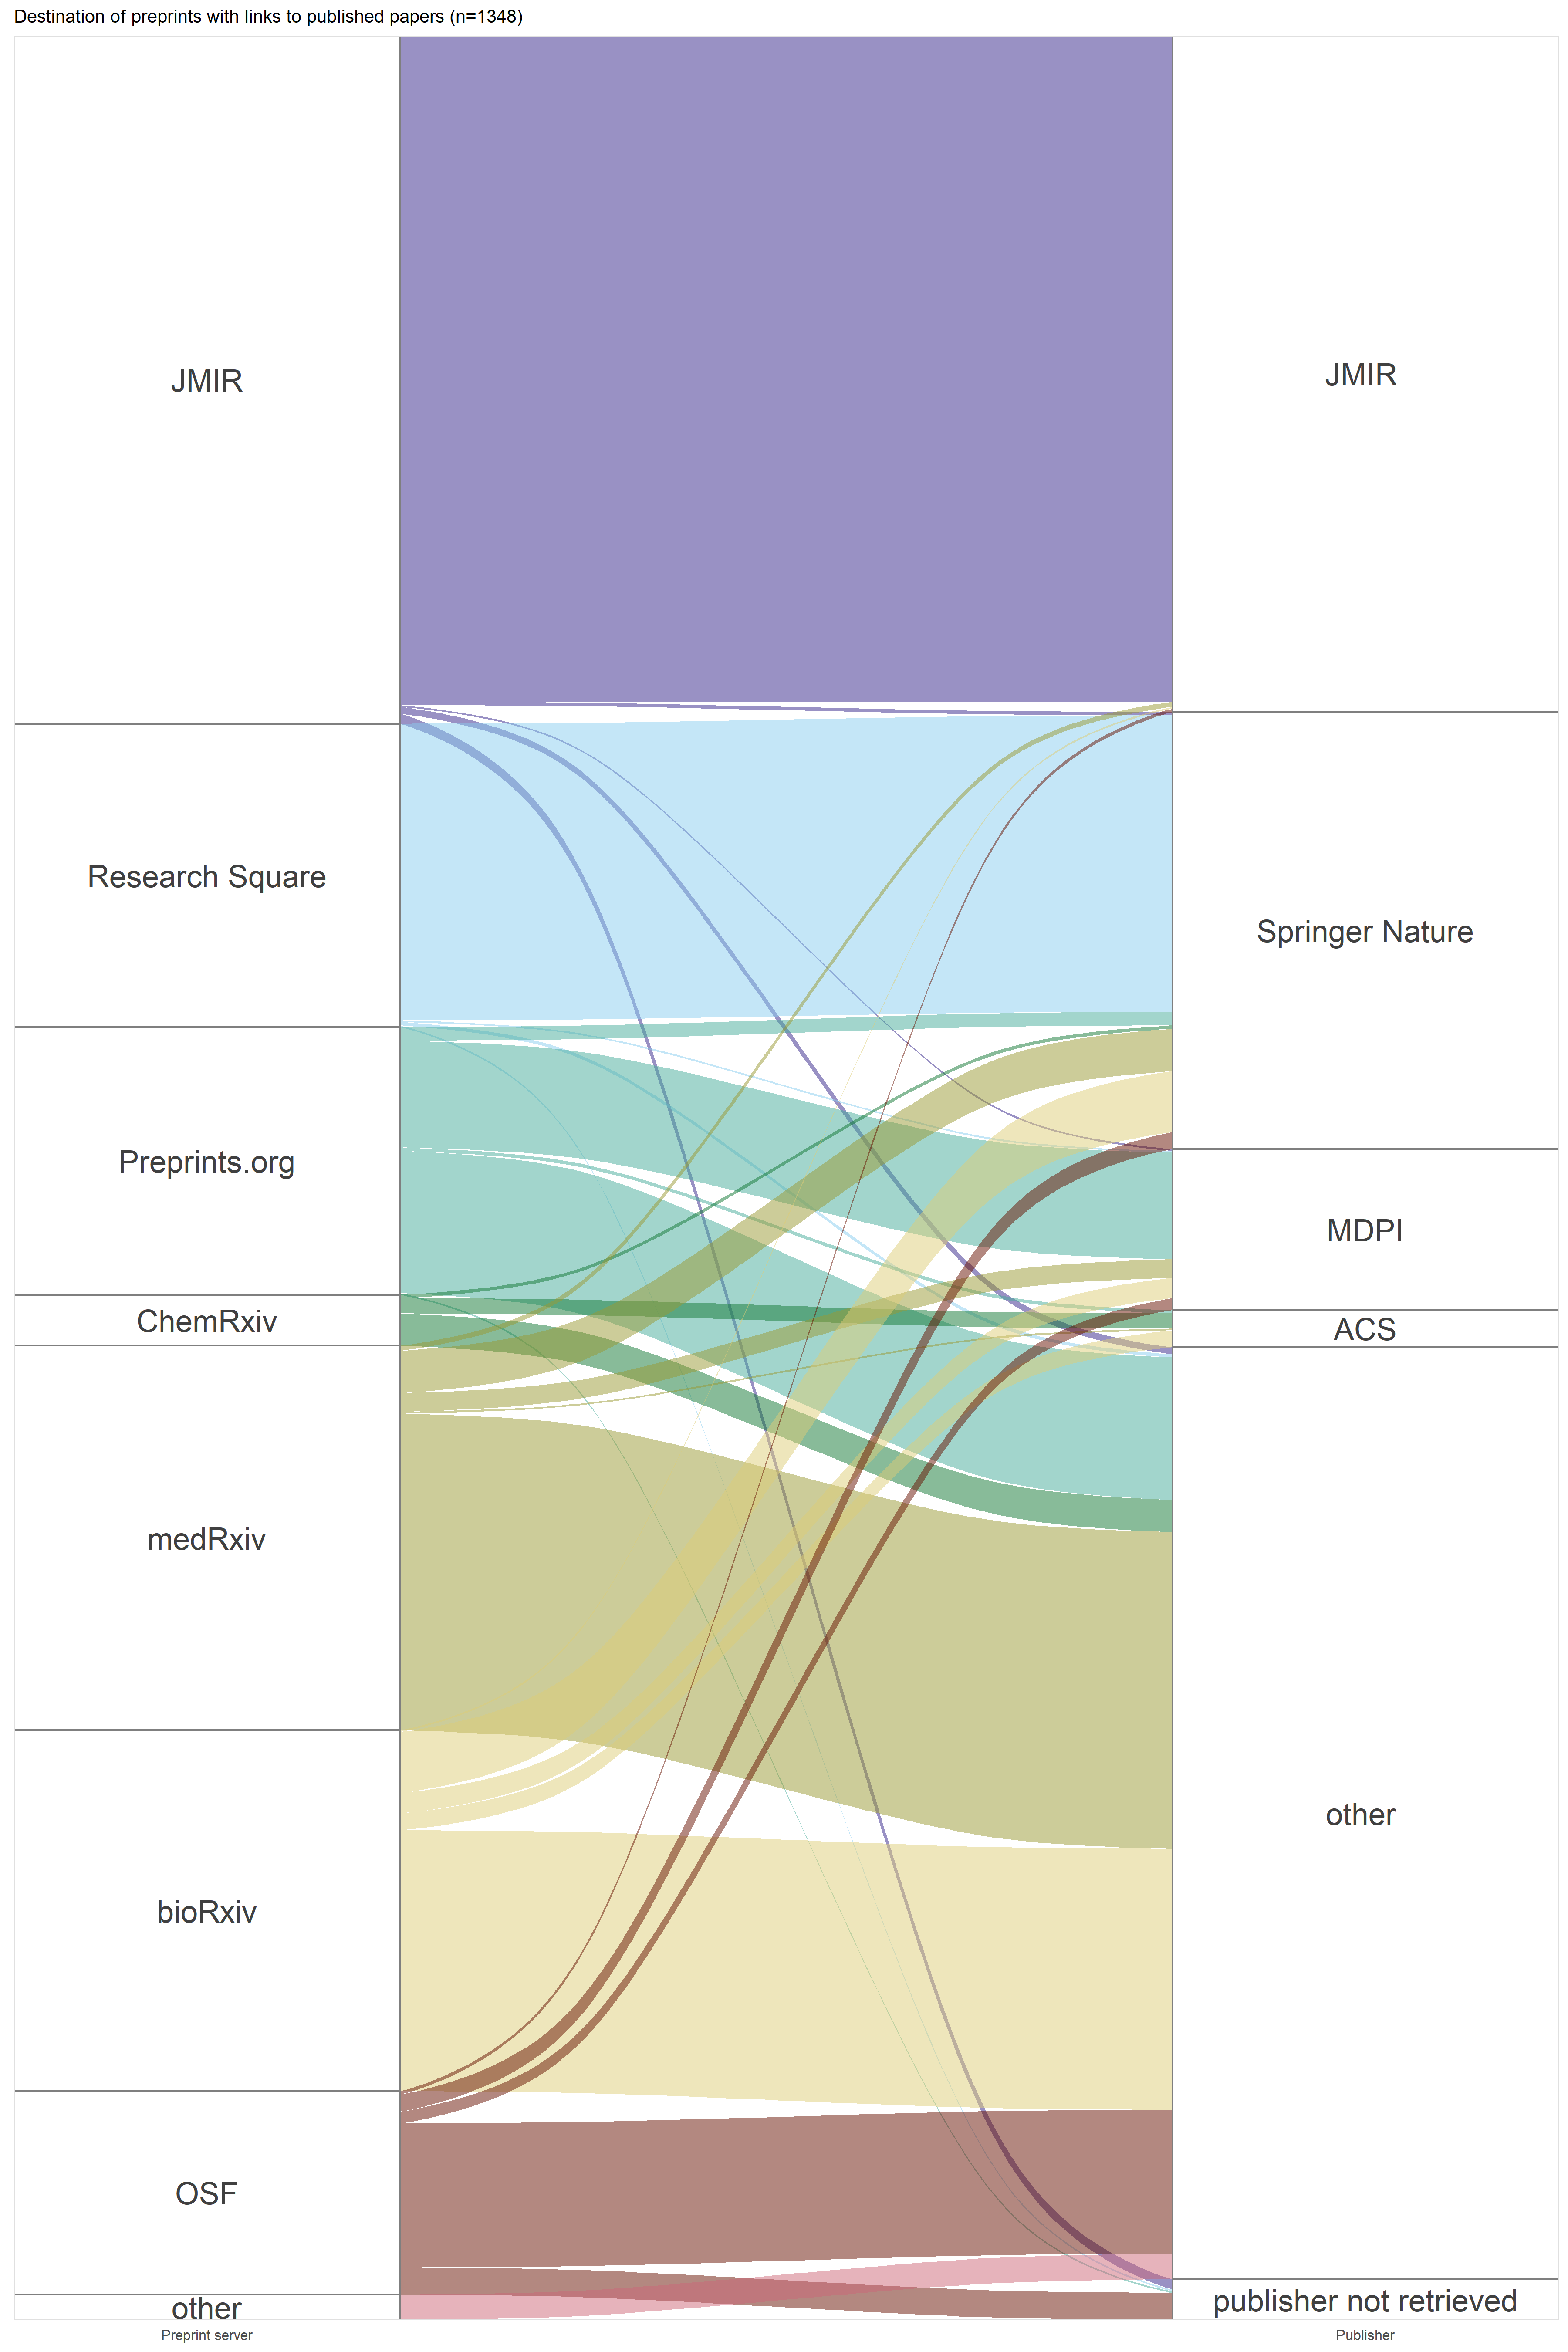 Destination of preprints with links to published papers (n=1348)
JMIR
Research Square
Preprints.org
ChemRxiv
medRxiv
bioRxiv
OSF
other
JMIR
Springer Nature
MDPI
ACS
other
publisher not retrieved
Preprint server
Publisher